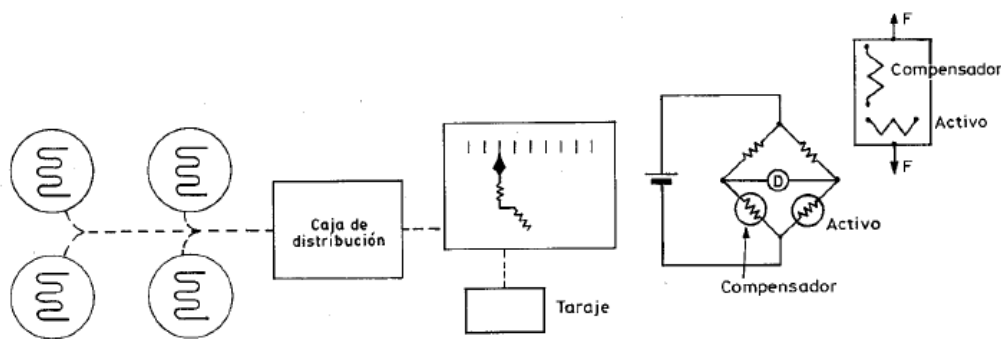 Caja de
distribución
Taraje
D
Activo
Compensador
F
Compensador
Activo
F